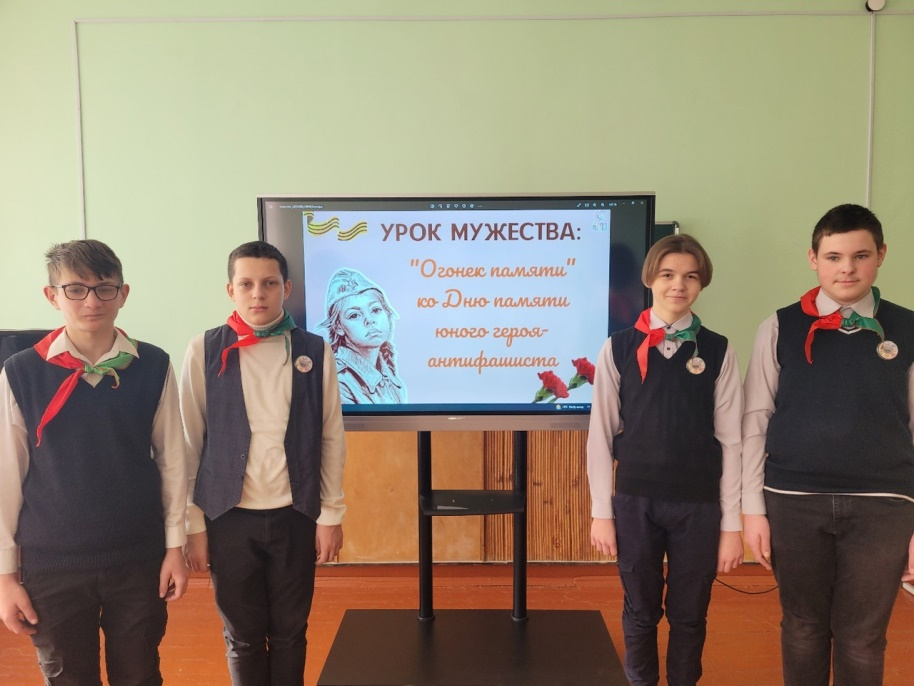 УРОК МУЖЕСТВА:
"Огонек памяти"
ко Дню памяти
юного героя-
антифашиста